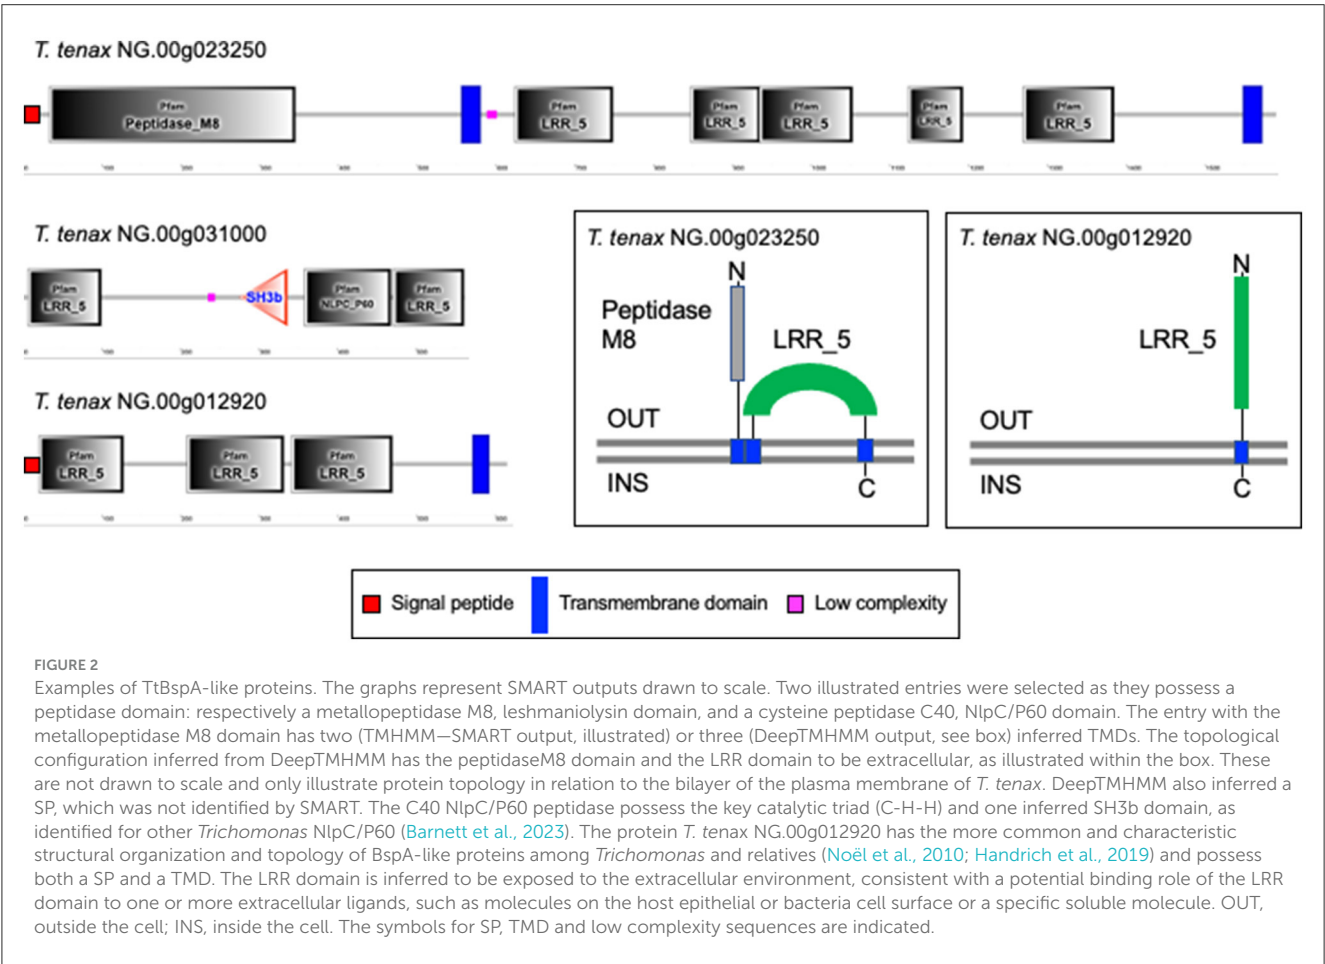 T. tenax NG.00g023250
Pfam
Peptidase_M8
Pfam
LRR_5
Pfam
LRR_5
Pfam
LRR_5
Pfam
LRR_5
Pfam
LRR_5
T. tenax NG.00g031000
Pfam
LRR_5
SH3b
Pfam
NLPC_P60
Pfam
LRR_5
T. tenax NG.00g012920
Pfam
LRR_5
Pfam
LRR_5
Pfam
LRR_5
T. tenax NG.00g023250
N
Peptidase
M8
LRR_5
OUT
INS
C
T. tenax NG.00g012920
N
LRR_5
OUT
INS
C
Signal peptide
Transmembrane domain
Low complexity
FIGURE 2
Examples of TtBspA-like proteins. The graphs represent SMART outputs drawn to scale. Two illustrated entries were selected as they possess a
peptidase domain: respectively a metallopeptidase M8, leshmaniolysin domain, and a cysteine peptidase C40, NlpC/P60 domain. The entry with the
metallopeptidase M8 domain has two (TMHMM—SMART output, illustrated) or three (DeepTMHMM output, see box) inferred TMDs. The topological
configuration inferred from DeepTMHMM has the peptidaseM8 domain and the LRR domain to be extracellular, as illustrated within the box. These
are not drawn to scale and only illustrate protein topology in relation to the bilayer of the plasma membrane of T. tenax. DeepTMHMM also inferred a
SP, which was not identified by SMART. The C40 NlpC/P60 peptidase possess the key catalytic triad (C-H-H) and one inferred SH3b domain, as
identified for other Trichomonas NlpC/P60 (Barnett et al., 2023). The protein T. tenax NG.00g012920 has the more common and characteristic
structural organization and topology of BspA-like proteins among Trichomonas and relatives (Noël et al., 2010; Handrich et al., 2019) and possess
both a SP and a TMD. The LRR domain is inferred to be exposed to the extracellular environment, consistent with a potential binding role of the LRR
domain to one or more extracellular ligands, such as molecules on the host epithelial or bacteria cell surface or a specific soluble molecule. OUT,
outside the cell; INS, inside the cell. The symbols for SP, TMD and low complexity sequences are indicated.